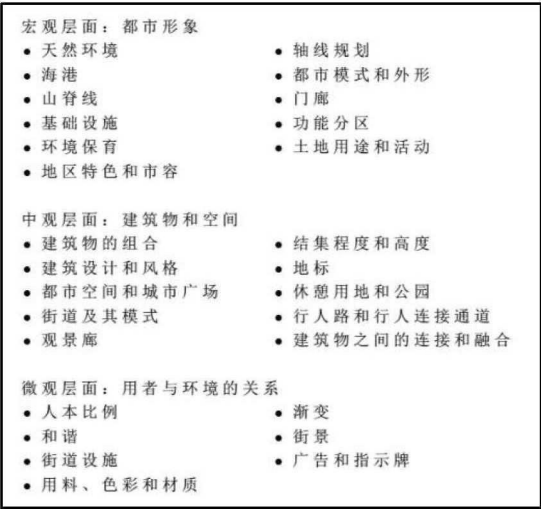 宏观层面：都市形象
• 天然环境
• 轴线规划
• 海港
• 都市模式和外形
• 山脊线
• 门廊
• 基础设施
• 功能分区
• 环境保育
• 土地用途和活动
• 地区特色和市容
中观层面：建筑物和空间
• 建筑物的组合
• 结集程度和高度
• 建筑设计和风格
• 地标
• 都市空间和城市广场
• 休憩用地和公园
• 街道及其模式
• 行人路和行人连接通道
• 观景廊
• 建筑物之间的连接和融合
微观层面：用者与环境的关系
• 人本比例
• 渐变
• 和谐
• 街景
• 街道设施
• 广告和指示牌
• 用料、色彩和材质